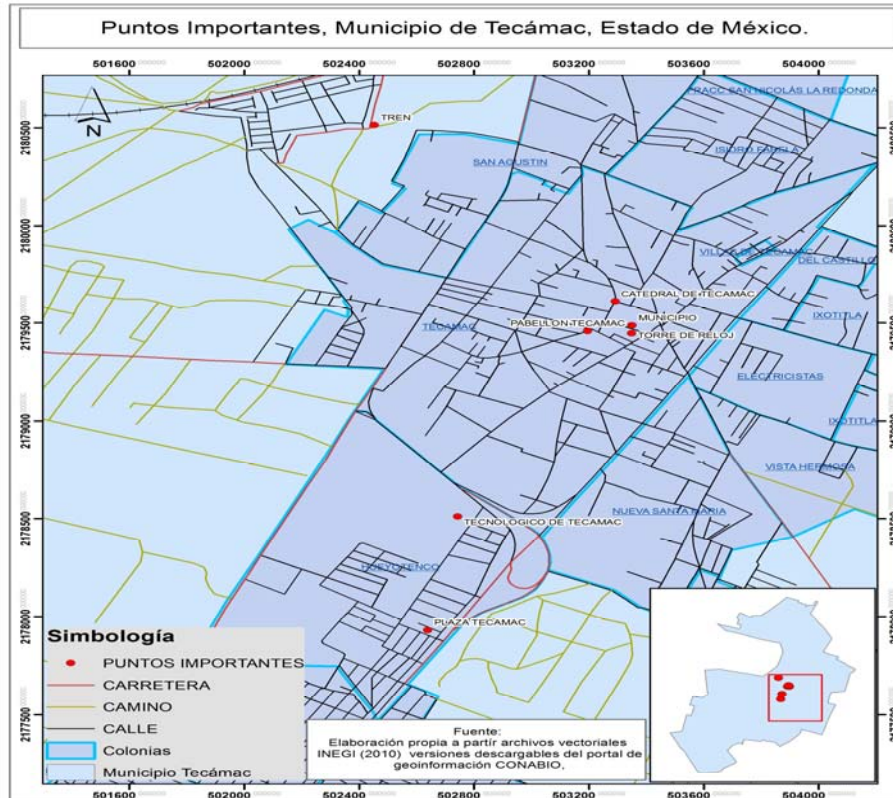 Puntos Importantes, Municipio de Tecámac, Estado de México.
501600 502000 502400 502800 503200 503600 504000
N
TREN
FRACC SAN NICOLÁS LA REDONDA
ISIDRO FABELA
SAN AGUSTIN
DEL CASTILLO
CATEDRAL DE TECAMAC
IXOTITLA
MUNICIPIO
TECAMAC
PABELLON TECAMAC
TORRE DE RELOJ
ELECTRICISTAS
IXOTITLA
VISTA HERMOSA
NUEVA SANTA MARIA
TECNOLOGICO DE TECAMAC
HUEYOTENCO
PLAZA TECAMAC
2180500
2180000
2179500
2179000
2178500
2178000
2177500
Simbología
PUNTOS IMPORTANTES
CARRETERA
CAMINO
CALLE
Colonias
Municipio Tecámac
Fuente:
Elaboración propia a partír archivos vectoriales
INEGI (2010) versiones descargables del portal de
geoinformación CONABIO,
501600 502000 502400 502800 503200 503600 504000